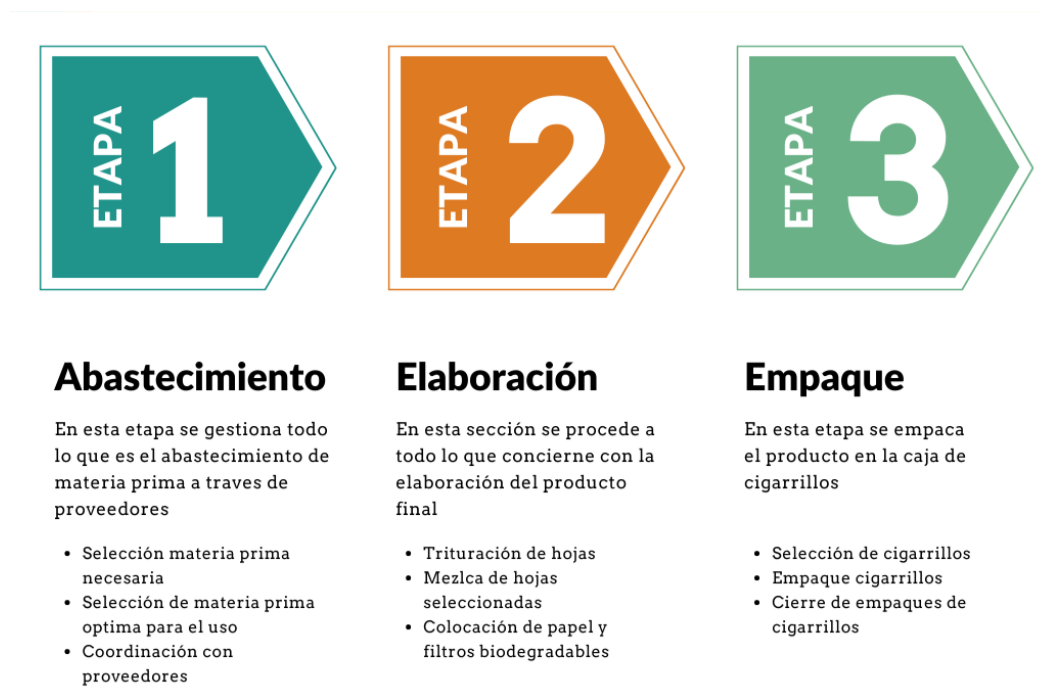 ETAPA 1
ETAPA 2
ETAPA 3
Abastecimiento
En esta etapa se gestiona todo
lo que es el abastecimiento de
materia prima a traves de
proveedores
• Selección materia prima
necesaria
• Selección de materia prima
optima para el uso
• Coordinación con
proveedores
Elaboración
En esta sección se procede a
todo lo que concierne con la
elaboración del producto
final
• Trituración de hojas
• Mezlca de hojas
seleccionadas
• Colocación de papel y
filtros biodegradables
Empaque
En esta etapa se empaca
el producto en la caja de
cigarrillos
• Selección de cigarrillos
• Empaque cigarrillos
• Cierre de empaques de
cigarrillos